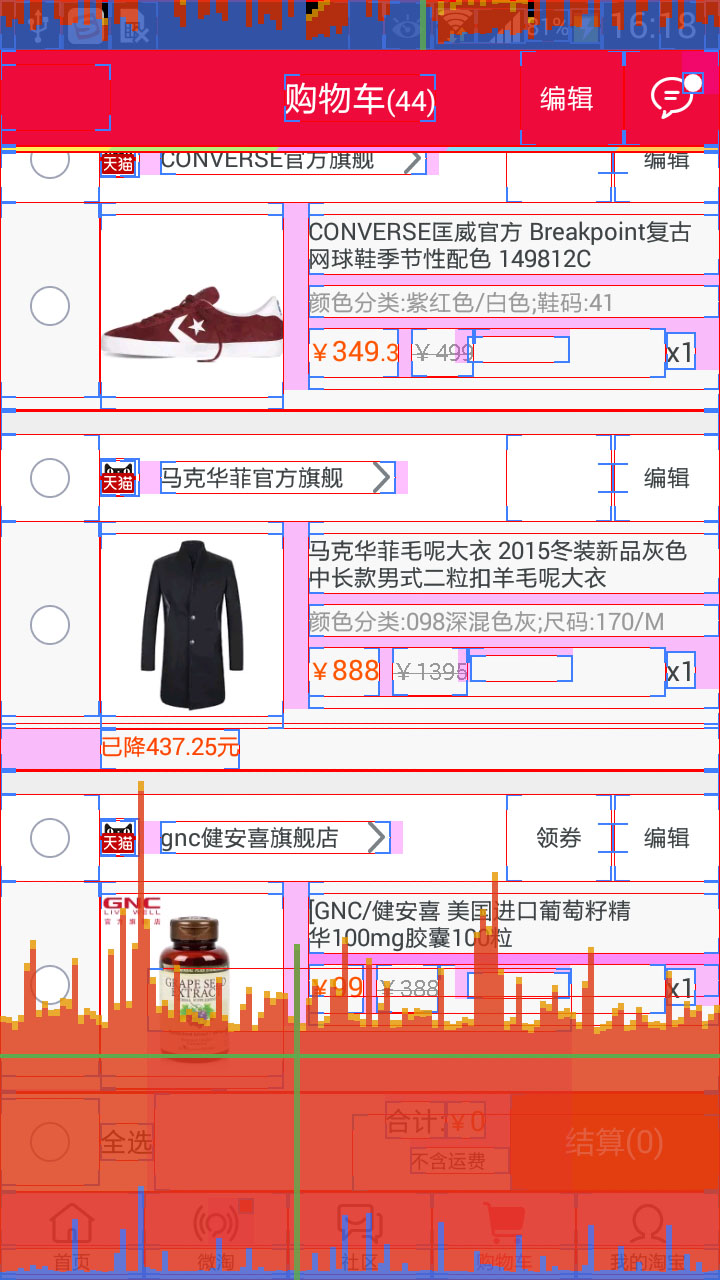 81% 16:18
购物车(44) 编辑
天猫 CONVERSE官方旗舰 编辑
CONVERSE匡威官方 Breakpoint复古
网球鞋季节性配色 149812C
颜色分类:紫红色/白色;鞋码:41
￥349.3 ￥499 x1
天猫 马克华菲官方旗舰 编辑
马克华菲毛呢大衣 2015冬装新品灰色
中长款男式二粒扣羊毛呢大衣
颜色分类:098深混色灰;尺码:170/M
￥888 ￥1395 x1
已降437.25元
天猫 gnc健安喜旗舰店 领券 编辑
GNC
LIVE WELL
官方旗舰店
GRAPE SEED
EXTRACT
[GNC/健安喜 美国进口葡萄籽精
华100mg胶囊100粒
￥99 ￥388 x1
全选 合计:￥0 结算(0)
不含运费
首页 微淘 社区 购物车 我的淘宝